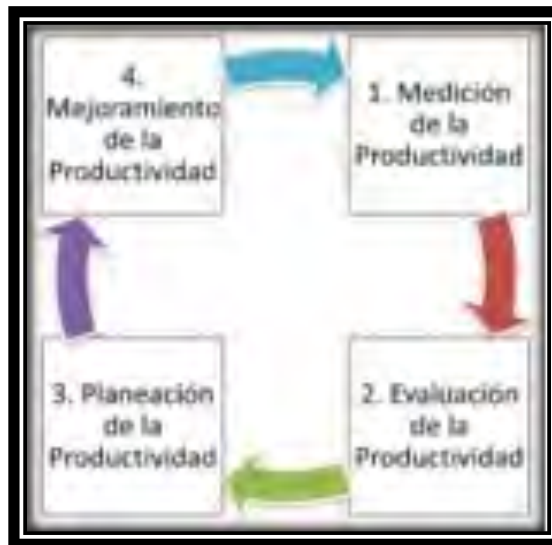 4.
Mejoramiento
de la
Productividad
1. Medición
de la
Productividad
3. Planeación
de la
Productividad
2. Evaluación
de la
Productividad